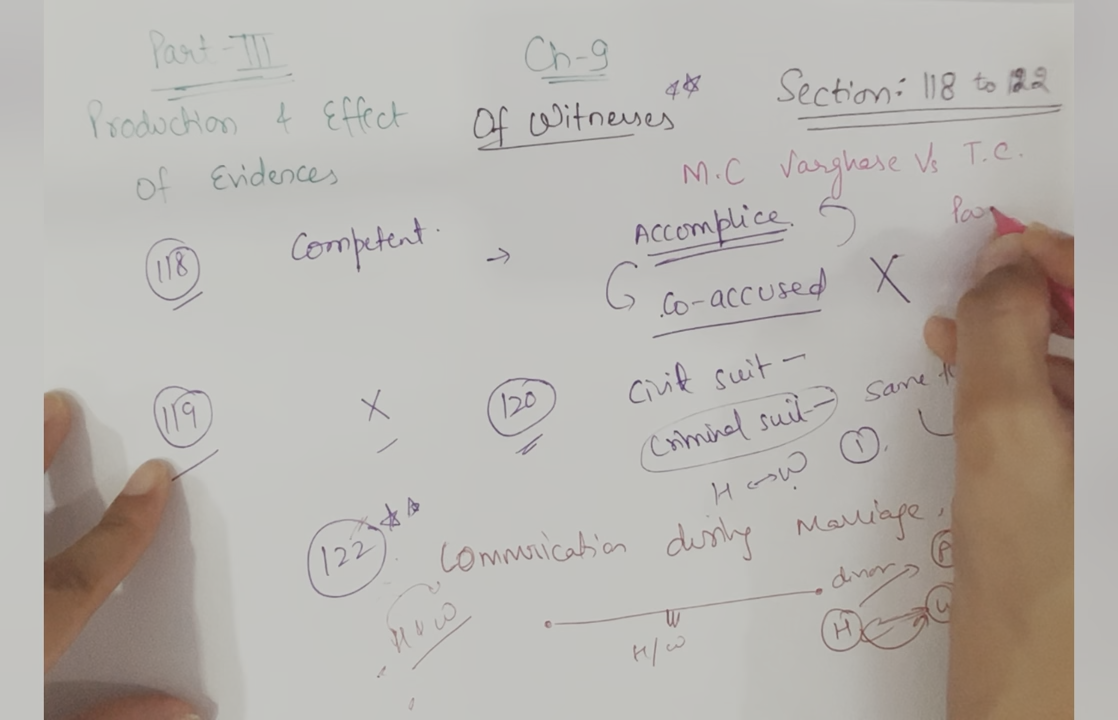 Part-III
Production & Effect
Of Evidences
Ch-9
Of Witnesses
Section: 118 to 122
M.C Varghese Vs T.C.
118 Competent. → Accomplice
Co-accused X
119 X 120 Civil suit -
Criminal suit - same
H ↔ W 1.
122 Commucication during Marriage.
H & W
H/W
H